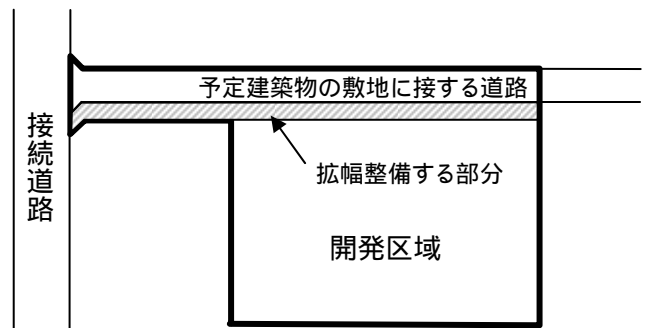 予定建築物の敷地に接する道路
接続道路
拡幅整備する部分
開発区域